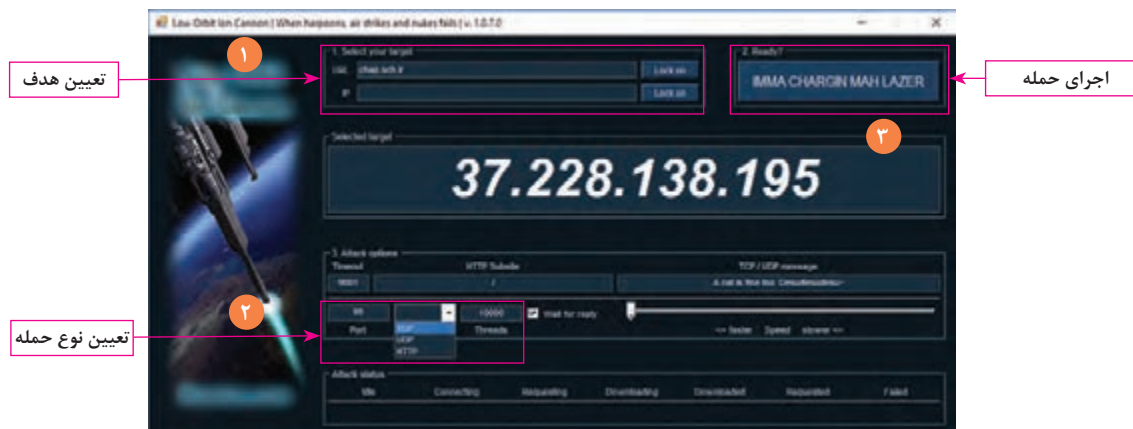 Low Orbit Ion Cannon | When harpoons, air strikes and nukes fails | v. 1.0.7.0
۱
1. Select your target
URL
Lock on
IP
Lock on
2. Ready?
IMMA CHARGIN MAH LAZER
تعیین هدف
اجرای حمله
۳
Selected target
37.228.138.195
3. Attack options
Timeout
HTTP Subsite
TCP / UDP message
9001
/
۲
80
10000
Wait for reply
Port
TCP
UDP
HTTP
Threads
<= faster Speed slower =>
تعیین نوع حمله
Attack status
Idle
Connecting
Requesting
Downloading
Downloaded
Requested
Failed